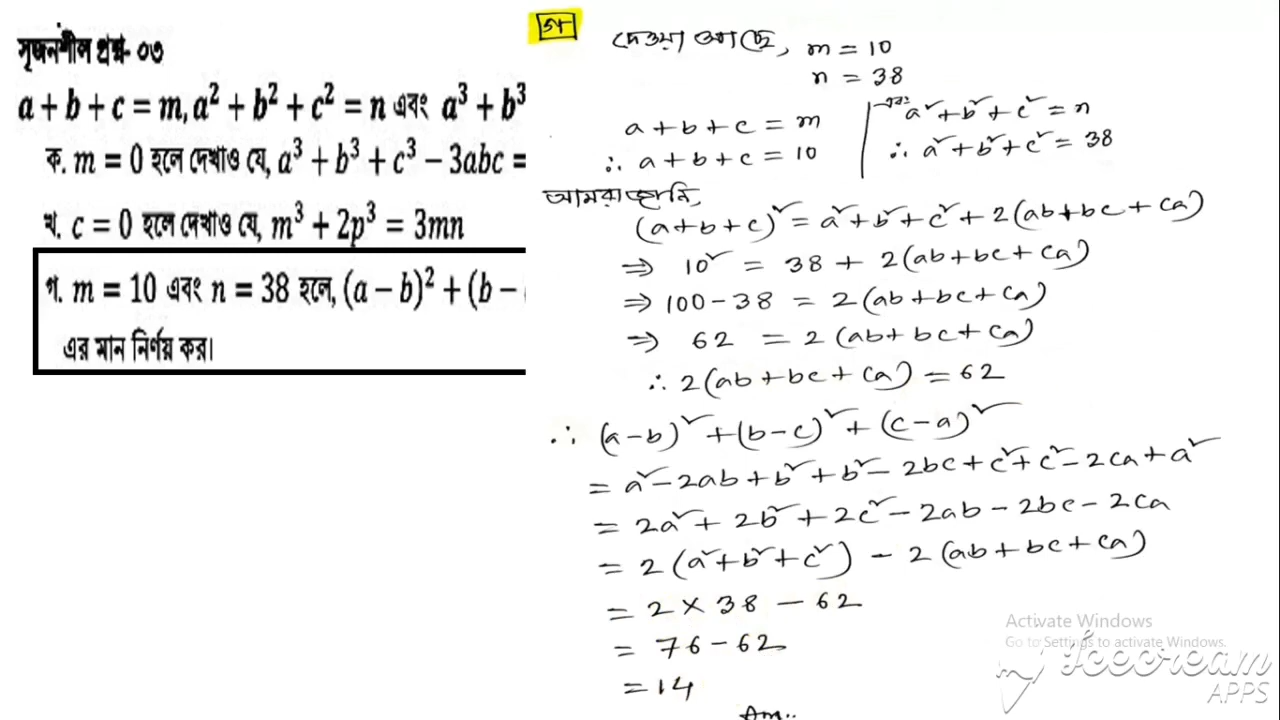 সৃজনশীল প্রশ্ন- ০৩
a + b + c = m, a² + b² + c² = n এবং a³ + b³
ক. m = 0 হলে দেখাও যে, a³ + b³ + c³ − 3abc =
খ. c = 0 হলে দেখাও যে, m³ + 2p³ = 3mn
গ. m = 10 এবং n = 38 হলে, (a − b)² + (b −
এর মান নির্ণয় কর।
দেওয়া আছে, m = 10
n = 38
a + b + c = m
∴ a + b + c = 10
এবং a² + b² + c² = n
∴ a² + b² + c² = 38
আমরা জানি,
(a+b+c)² = a² + b² + c² + 2(ab+bc+ca)
⇒ 10² = 38 + 2(ab+bc+ca)
⇒ 100 − 38 = 2(ab+bc+ca)
⇒ 62 = 2(ab+bc+ca)
∴ 2(ab+bc+ca) = 62
∴ (a−b)² + (b−c)² + (c−a)²
= a² − 2ab + b² + b² − 2bc + c² + c² − 2ca + a²
= 2a² + 2b² + 2c² − 2ab − 2bc − 2ca
= 2(a² + b² + c²) − 2(ab+bc+ca)
= 2 × 38 − 62
= 76 − 62
= 14
Ans:
Activate Windows
Go to Settings to activate Windows.
Icecream
APPS